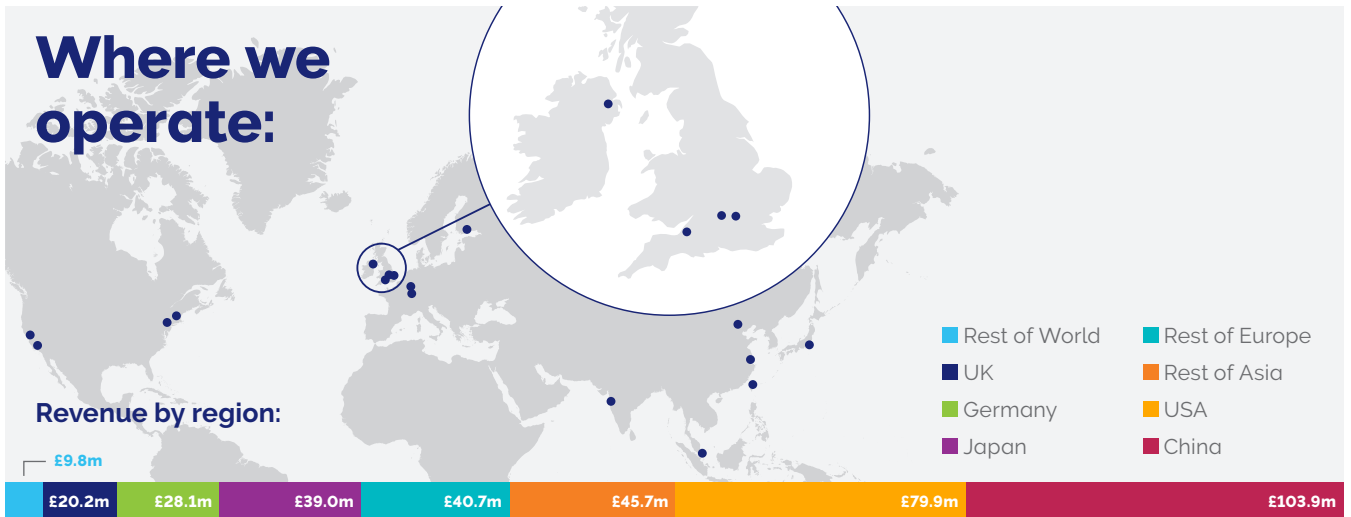 Where we
operate:
Rest of World
Rest of Europe
UK
Rest of Asia
Germany
USA
Japan
China
Revenue by region:
£9.8m
£20.2m
£28.1m
£39.0m
£40.7m
£45.7m
£79.9m
£103.9m